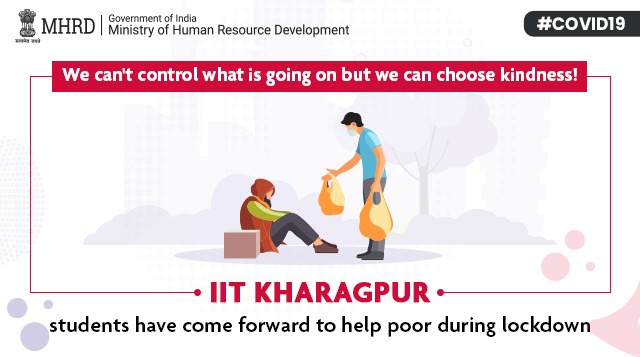 MHRD
Government of India
Ministry of Human Resource Development
#COVID19
We can't control what is going on but we can choose kindness!
IIT KHARAGPUR
students have come forward to help poor during lockdown